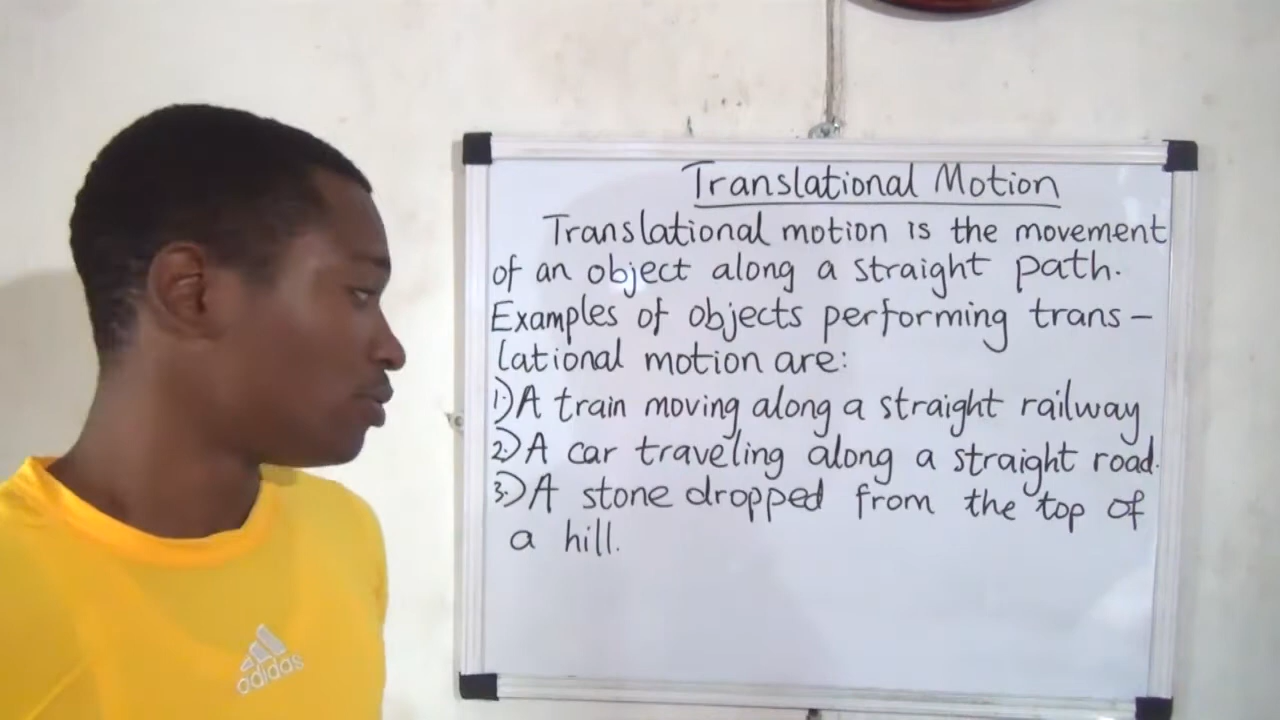 Translational Motion
Translational motion is the movement
of an object along a straight path.
Examples of objects performing trans-
lational motion are:
1.) A train moving along a straight railway
2.) A car traveling along a straight road.
3.) A stone dropped from the top of
a hill.
adidas